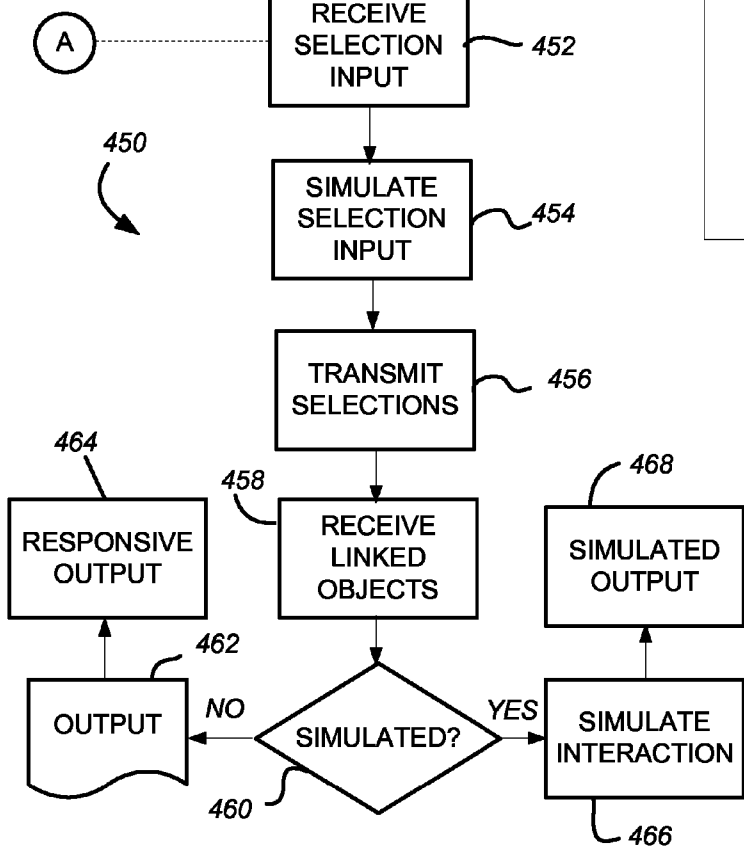 RECEIVE
SELECTION
INPUT
A
452
450
SIMULATE
SELECTION
INPUT
454
TRANSMIT
SELECTIONS
456
464
458
468
RESPONSIVE
OUTPUT
RECEIVE
LINKED
OBJECTS
SIMULATED
OUTPUT
462
OUTPUT
NO
SIMULATED?
YES
SIMULATE
INTERACTION
460
466